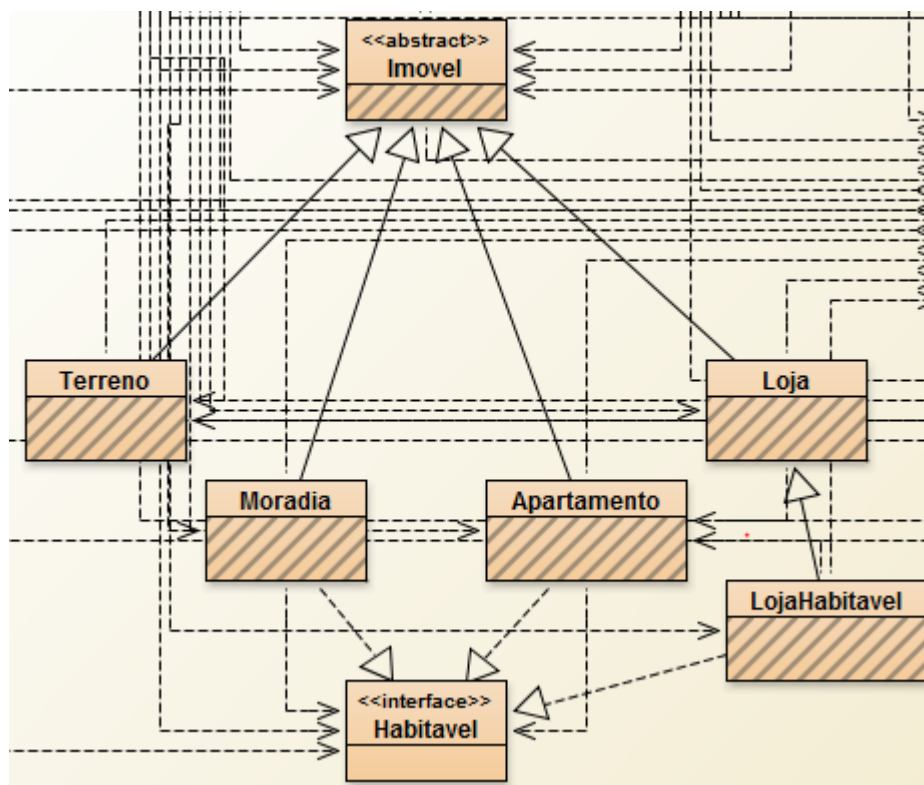 <<abstract>>
Imovel
Terreno
Loja
Moradia
Apartamento
LojaHabitavel
<<interface>>
Habitavel